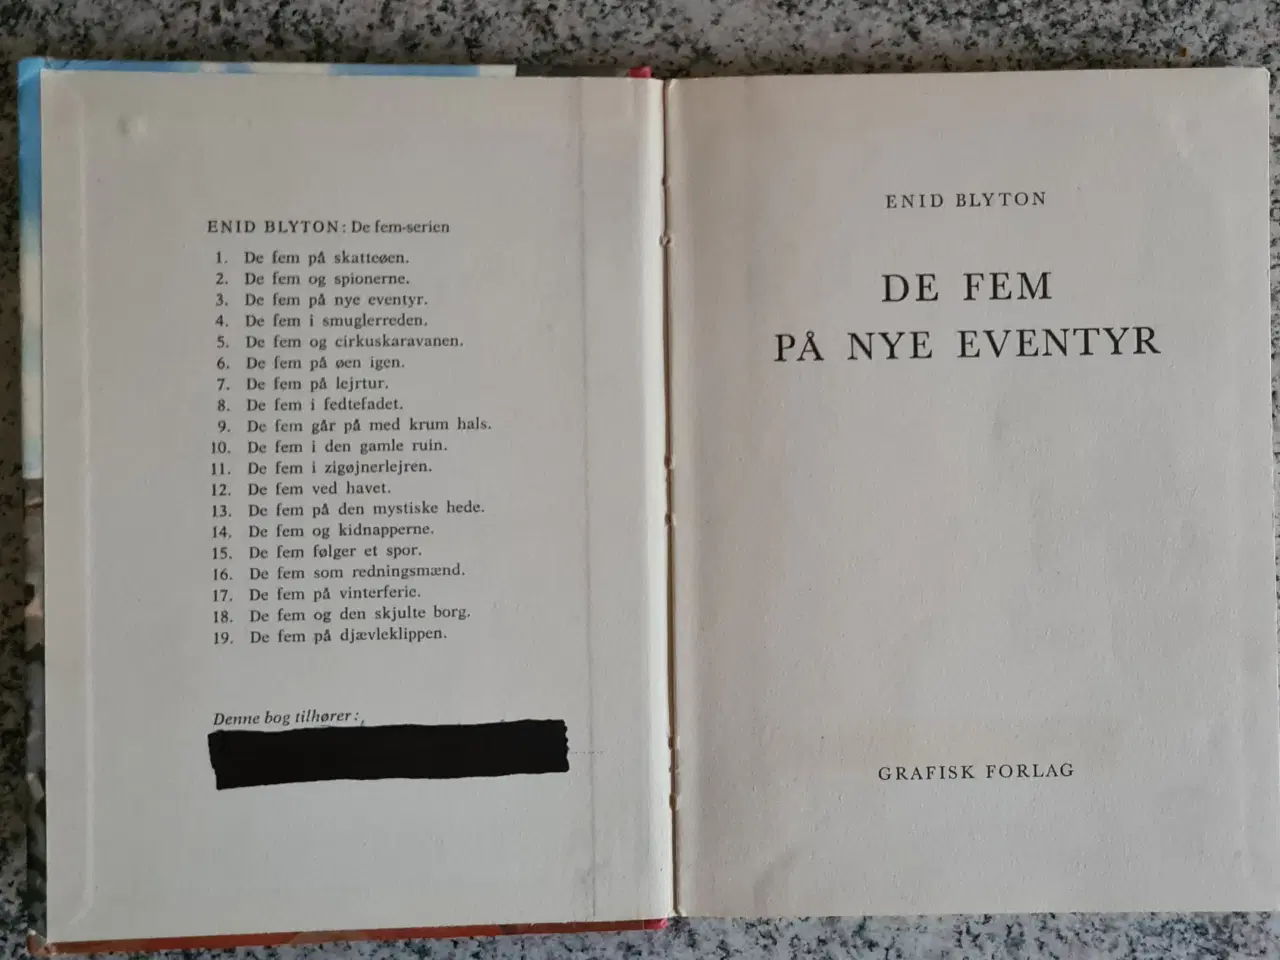 ENID BLYTON: De fem-serien
1. De fem på skatteøen.
2. De fem og spionerne.
3. De fem på nye eventyr.
4. De fem i smuglerreden.
5. De fem og cirkuskaravanen.
6. De fem på øen igen.
7. De fem på lejrtur.
8. De fem i fedtefadet.
9. De fem går på med krum hals.
10. De fem i den gamle ruin.
11. De fem i zigøjnerlejren.
12. De fem ved havet.
13. De fem på den mystiske hede.
14. De fem og kidnapperne.
15. De fem følger et spor.
16. De fem som redningsmænd.
17. De fem på vinterferie.
18. De fem og den skjulte borg.
19. De fem på djævleklippen.
Denne bog tilhører:
ENID BLYTON
DE FEM
PÅ NYE EVENTYR
GRAFISK FORLAG